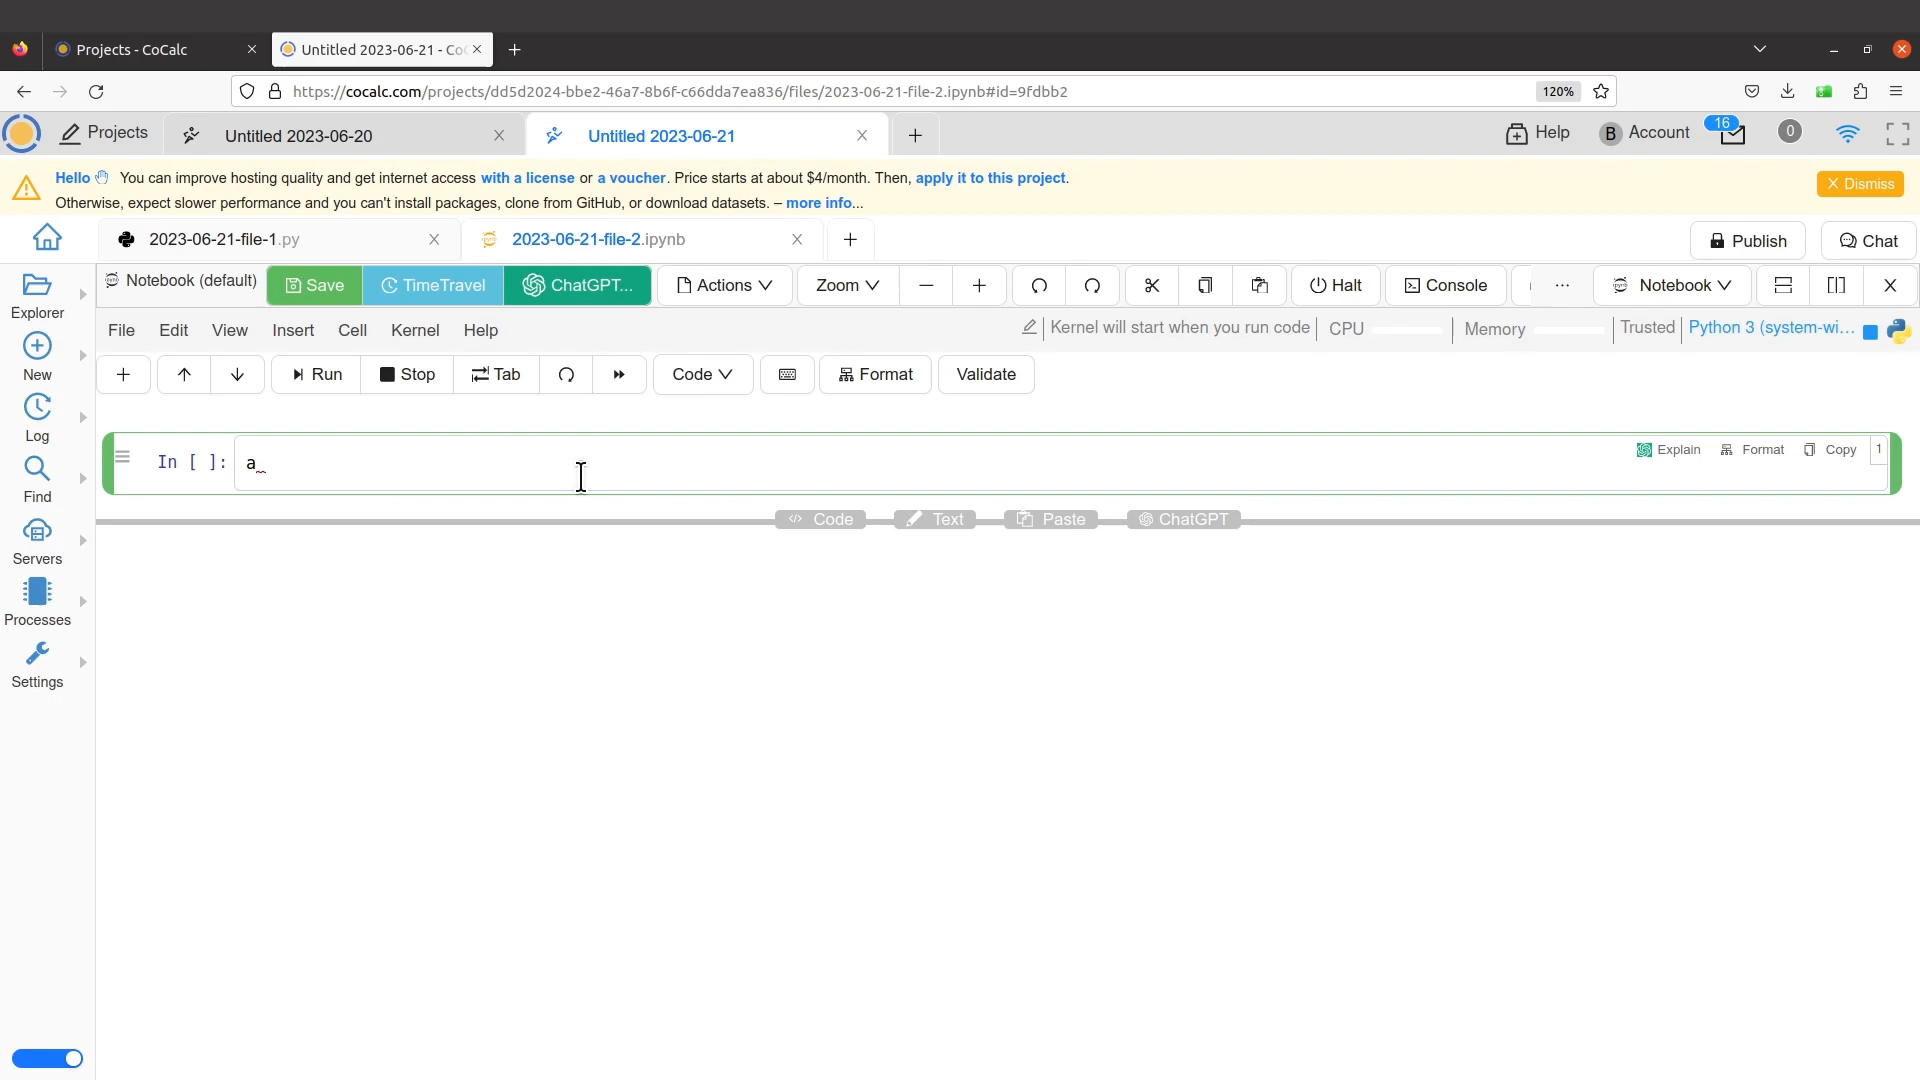 Projects - CoCalc
Untitled 2023-06-21 - CoC
https://cocalc.com/projects/dd5d2024-bbe2-46a7-8b6f-c66dda7ea836/files/2023-06-21-file-2.ipynb#id=9fdbb2
120%
Projects
Untitled 2023-06-20
Untitled 2023-06-21
Help
B Account
16
0
Hello You can improve hosting quality and get internet access with a license or a voucher. Price starts at about $4/month. Then, apply it to this project.
Otherwise, expect slower performance and you can't install packages, clone from GitHub, or download datasets. – more info...
Dismiss
2023-06-21-file-1.py
2023-06-21-file-2.ipynb
Publish
Chat
Notebook (default)
Save
TimeTravel
ChatGPT...
Actions
Zoom
Halt
Console
Notebook
File Edit View Insert Cell Kernel Help
Kernel will start when you run code
CPU
Memory
Trusted
Python 3 (system-wi...
Run
Stop
Tab
Code
Format
Validate
Explorer
New
Log
Find
Servers
Processes
Settings
In [ ]: a
Explain
Format
Copy
1
Code
Text
Paste
ChatGPT